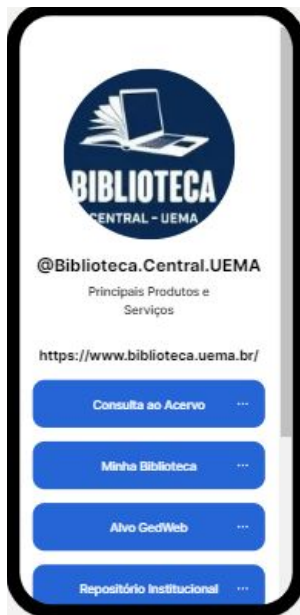 BIBLIOTECA
CENTRAL - UEMA
@Biblioteca.Central.UEMA
Principais Produtos e
Serviços
https://www.biblioteca.uema.br/
Consulta ao Acervo
Minha Biblioteca
Alvo GedWeb
Repositório Institucional